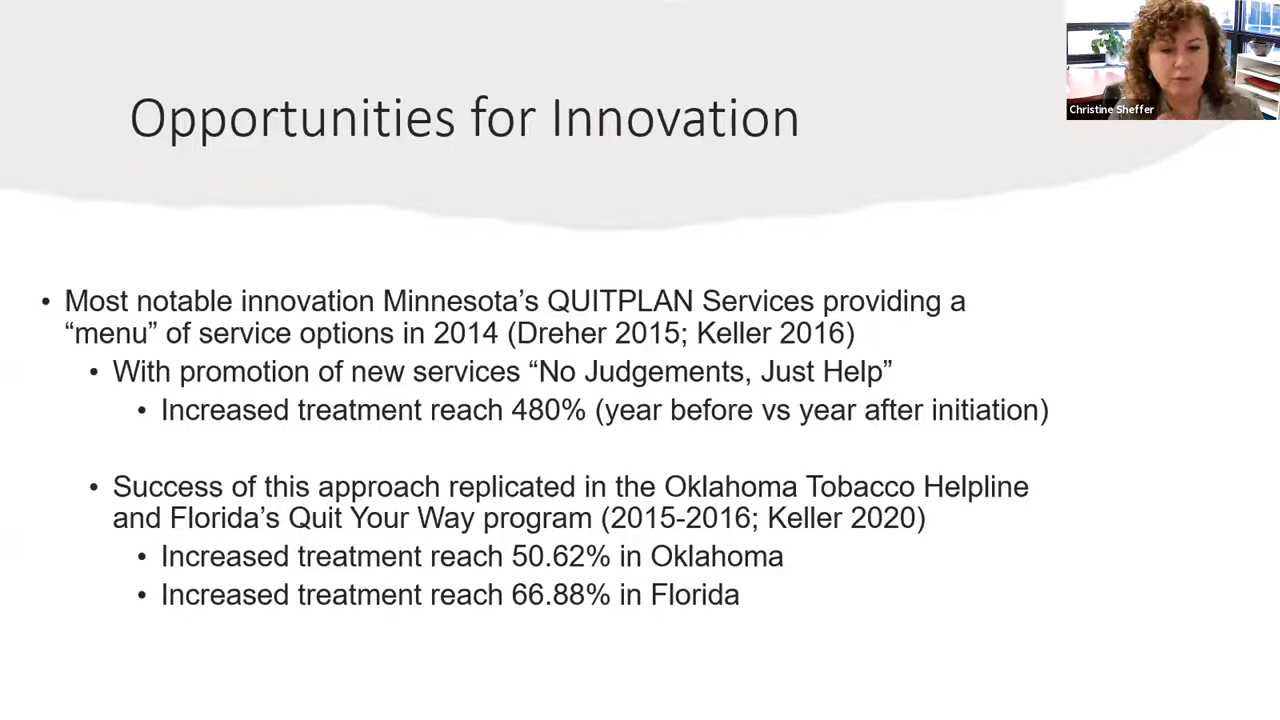 Christine Sheffer
Opportunities for Innovation
• Most notable innovation Minnesota’s QUITPLAN Services providing a
“menu” of service options in 2014 (Dreher 2015; Keller 2016)
• With promotion of new services “No Judgements, Just Help”
• Increased treatment reach 480% (year before vs year after initiation)
• Success of this approach replicated in the Oklahoma Tobacco Helpline
and Florida’s Quit Your Way program (2015-2016; Keller 2020)
• Increased treatment reach 50.62% in Oklahoma
• Increased treatment reach 66.88% in Florida